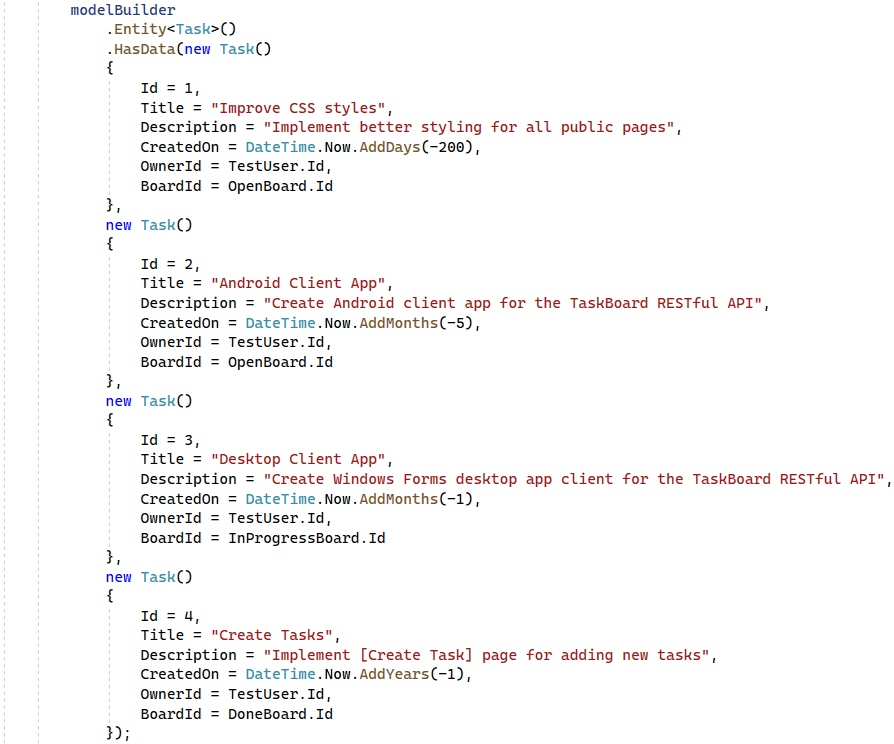 modelBuilder
.Entity<Task>()
.HasData(new Task()
{
Id = 1,
Title = "Improve CSS styles",
Description = "Implement better styling for all public pages",
CreatedOn = DateTime.Now.AddDays(-200),
OwnerId = TestUser.Id,
BoardId = OpenBoard.Id
},
new Task()
{
Id = 2,
Title = "Android Client App",
Description = "Create Android client app for the TaskBoard RESTful API",
CreatedOn = DateTime.Now.AddMonths(-5),
OwnerId = TestUser.Id,
BoardId = OpenBoard.Id
},
new Task()
{
Id = 3,
Title = "Desktop Client App",
Description = "Create Windows Forms desktop app client for the TaskBoard RESTful API",
CreatedOn = DateTime.Now.AddMonths(-1),
OwnerId = TestUser.Id,
BoardId = InProgressBoard.Id
},
new Task()
{
Id = 4,
Title = "Create Tasks",
Description = "Implement [Create Task] page for adding new tasks",
CreatedOn = DateTime.Now.AddYears(-1),
OwnerId = TestUser.Id,
BoardId = DoneBoard.Id
});